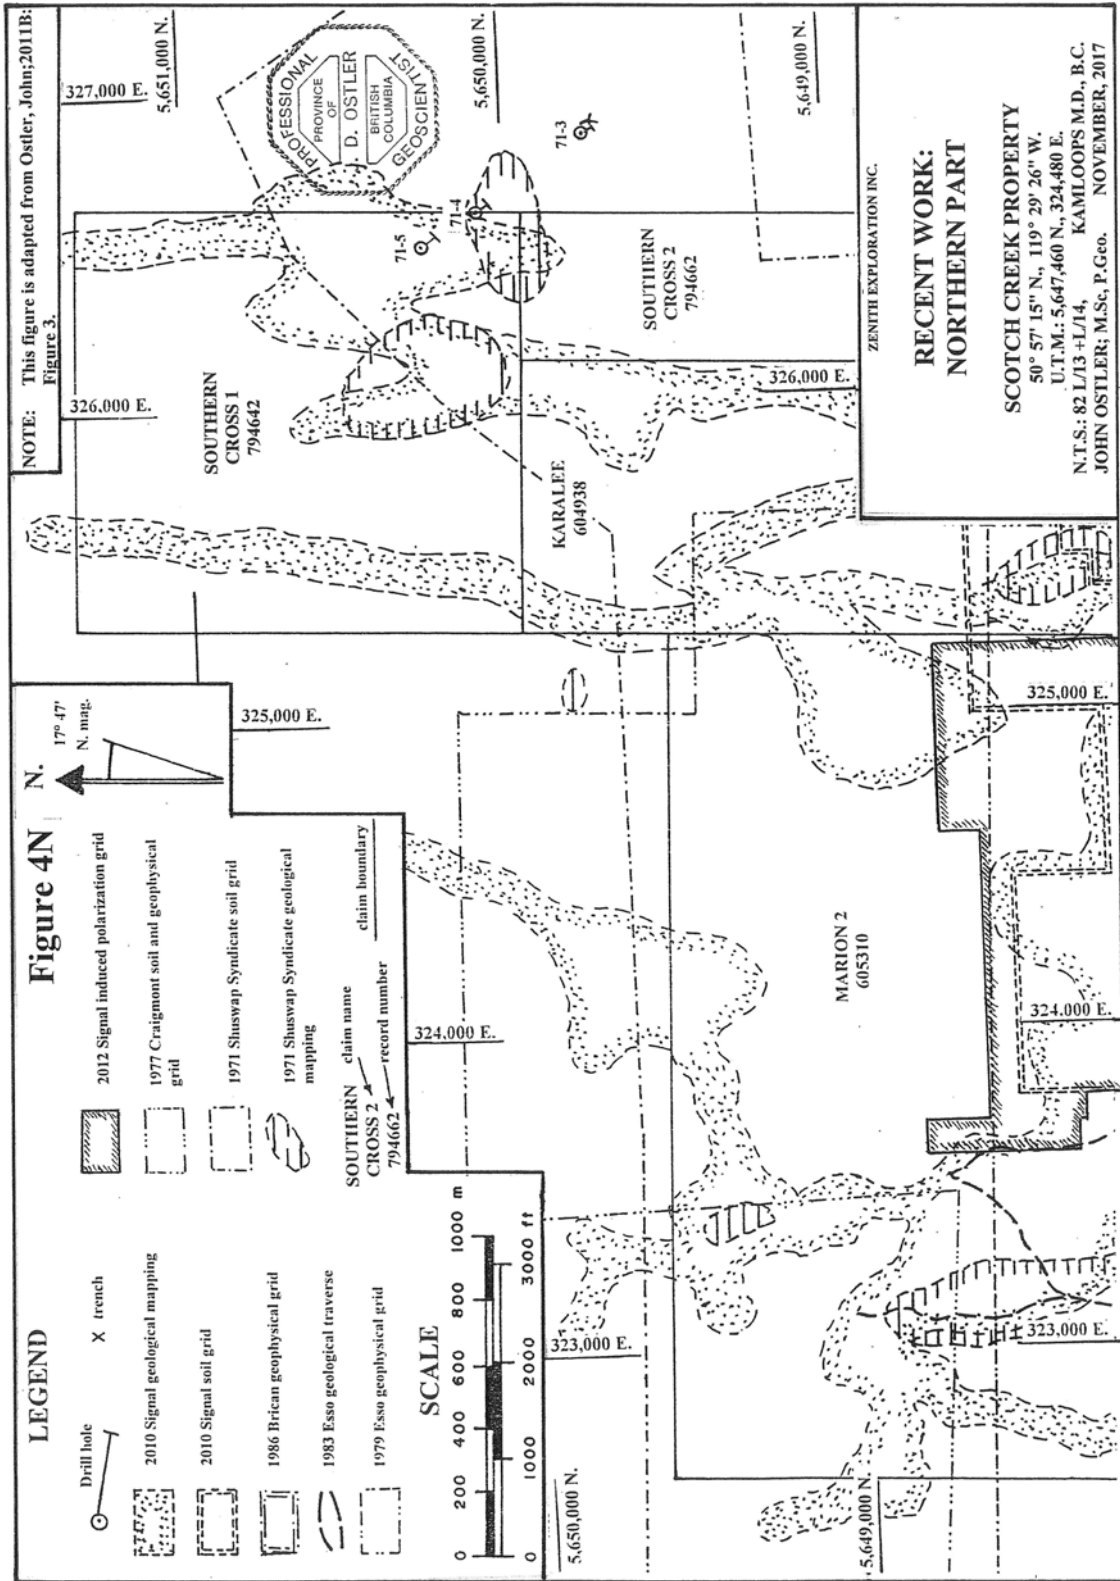 LEGEND
Drill hole
X trench
2010 Signal geological mapping
2010 Signal soil grid
1986 Brican geophysical grid
1983 Esso geological traverse
1979 Esso geophysical grid
Figure 4N
2012 Signal induced polarization grid
1977 Craigmont soil and geophysical
grid
1971 Shuswap Syndicate soil grid
1971 Shuswap Syndicate geological
mapping
SOUTHERN
CROSS 2
794662
claim name
record number
claim boundary
N.
17° 47'
N. mag.
SCALE
0 200 400 600 800 1000 m
0 1000 2000 3000 ft
NOTE: This figure is adapted from Ostler, John;2011B:
Figure 3.
327,000 E.
5,651,000 N.
326,000 E.
325,000 E.
324,000 E.
323,000 E.
5,650,000 N.
SOUTHERN
CROSS 1
794642
PROFESSIONAL
PROVINCE
OF
J. D. OSTLER
BRITISH
COLUMBIA
GEOSCIENTIST
5,650,000 N.
71-5
71-4
71-3
KARALEE
604938
SOUTHERN
CROSS 2
794662
5,649,000 N.
326,000 E.
MARION 2
605310
5,649,000 N.
325,000 E.
324.000 E.
323,000 E.
ZENITH EXPLORATION INC.
RECENT WORK:
NORTHERN PART
SCOTCH CREEK PROPERTY
50° 57' 15" N., 119° 29' 26" W.
U.T.M.: 5,647,460 N., 324,480 E.
N.T.S.: 82 L/13 +L/14, KAMLOOPS M.D., B.C.
JOHN OSTLER; M.Sc, P.Geo. NOVEMBER, 2017